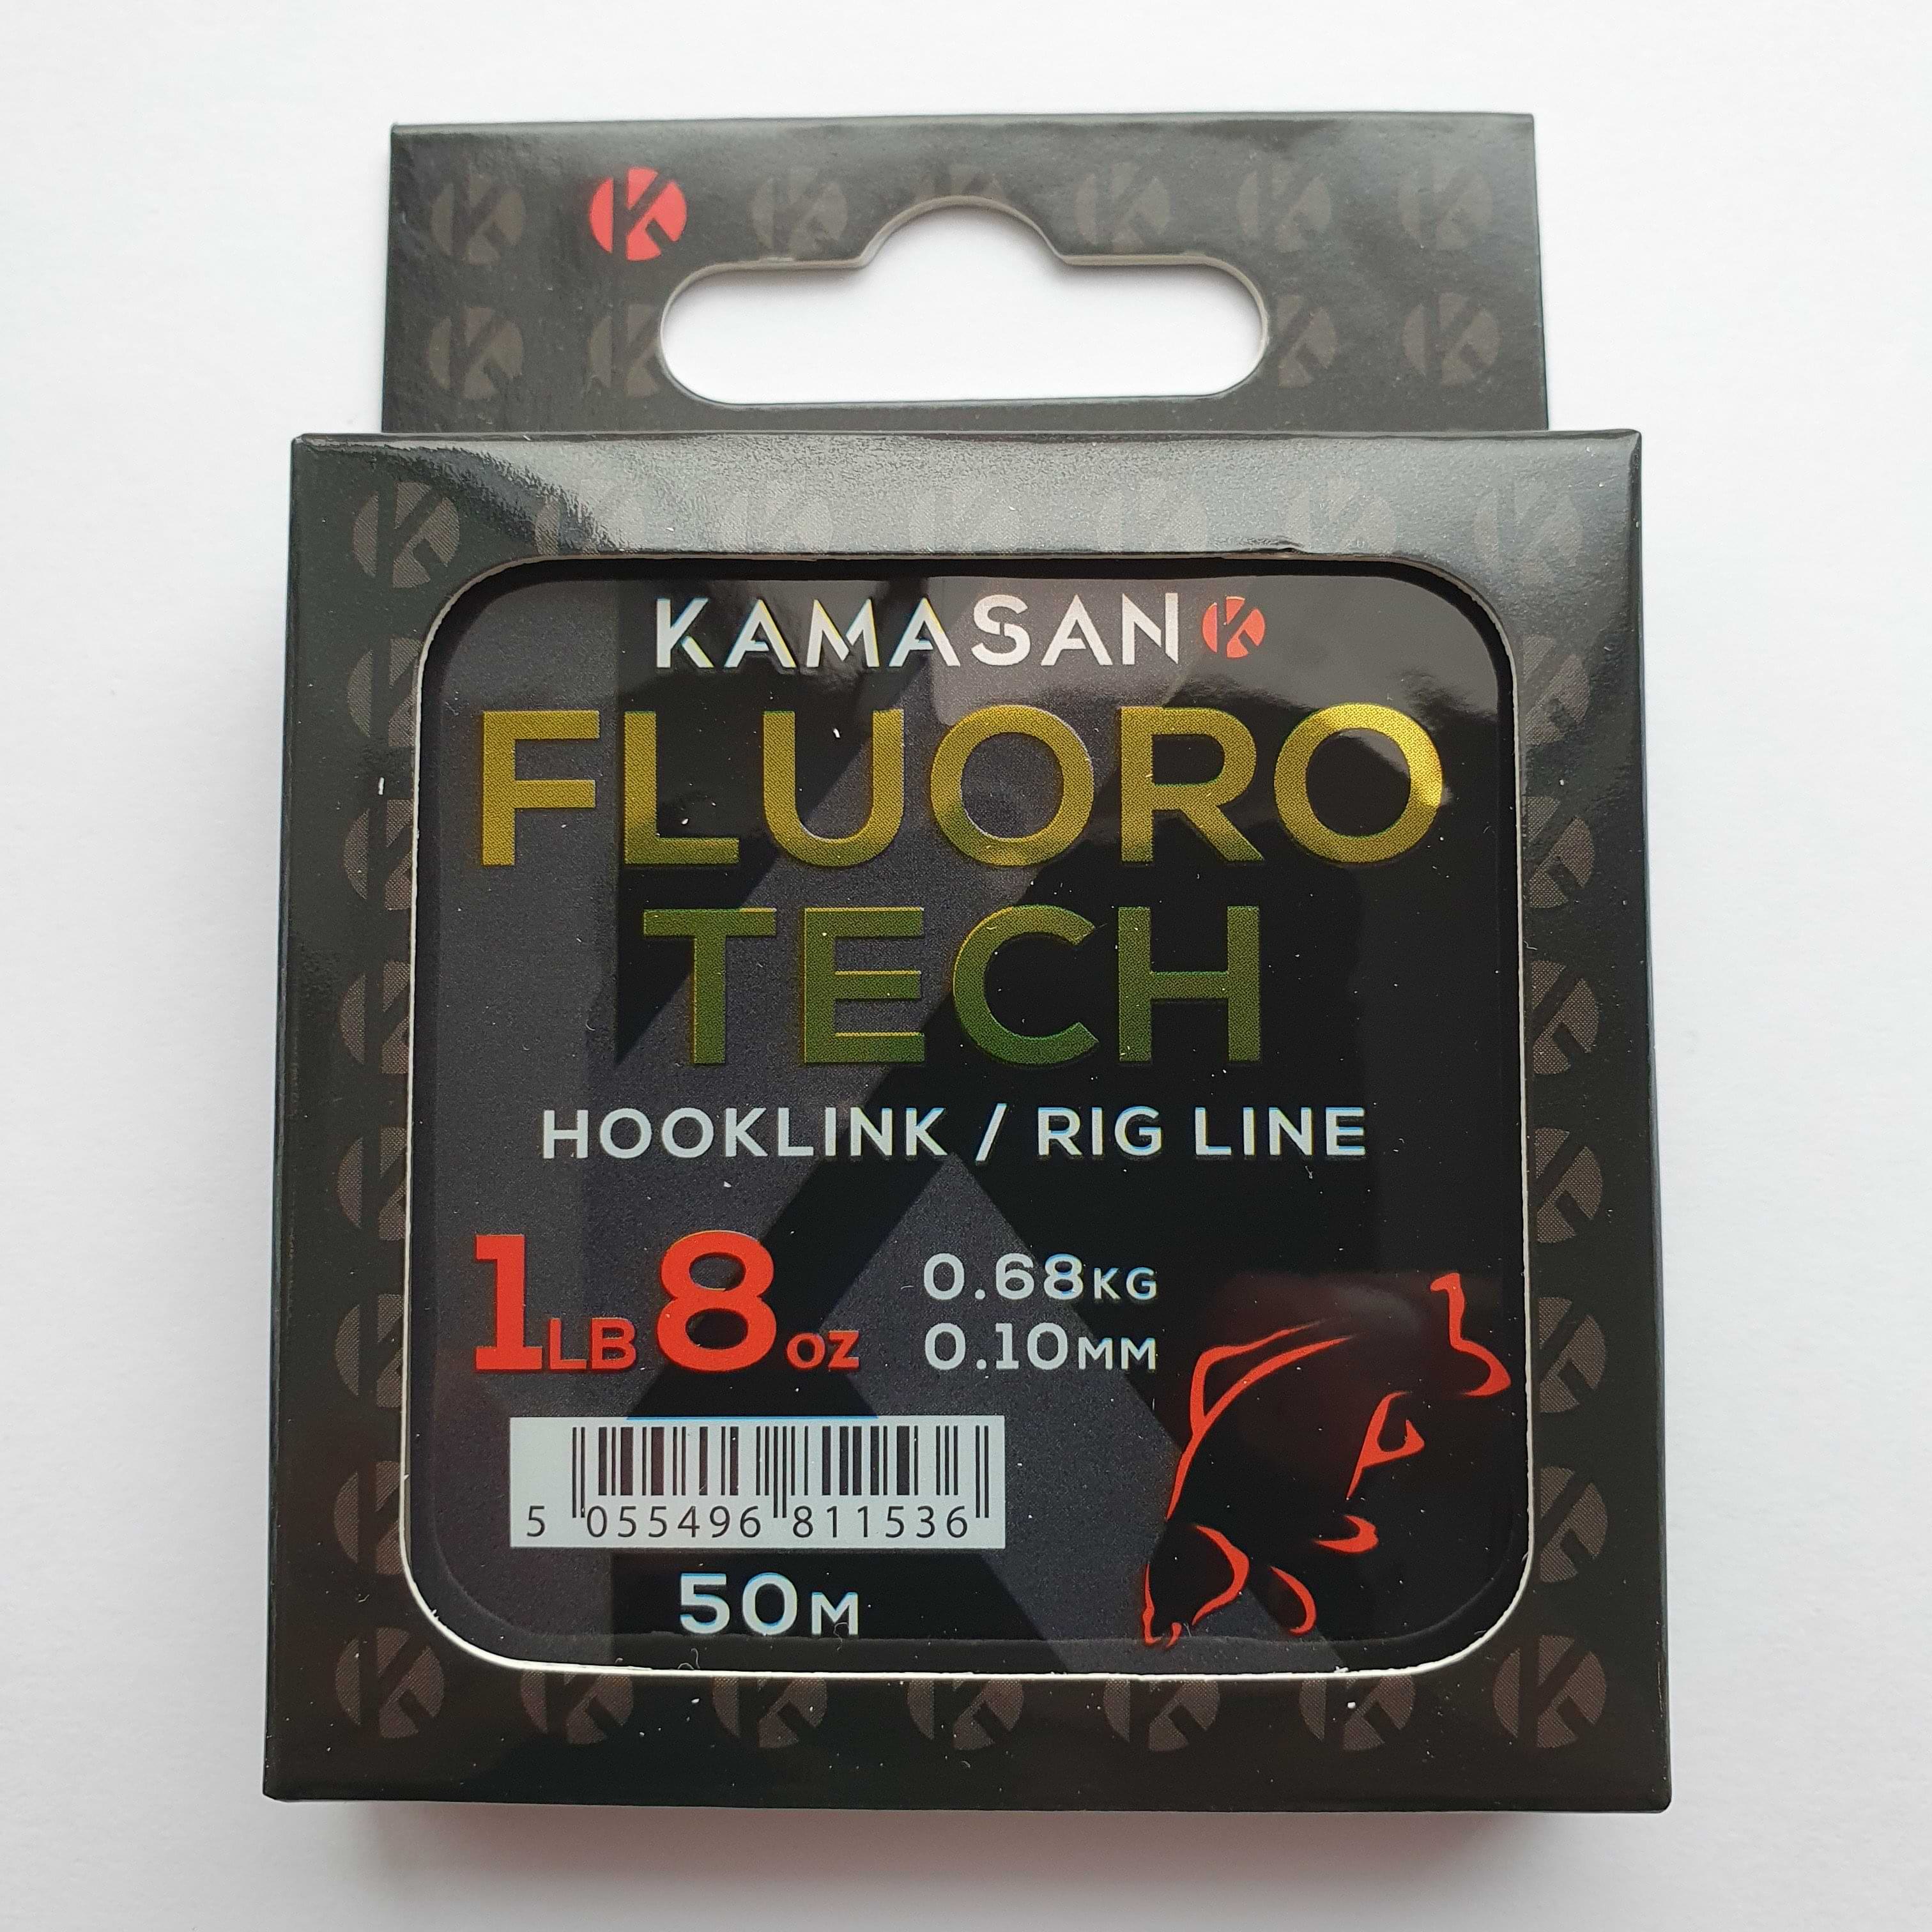 KAMASAN
FLUORO
TECH
HOOKLINK / RIG LINE
1LB 8oz
0.68KG
0.10MM
5 055496 811536
50M